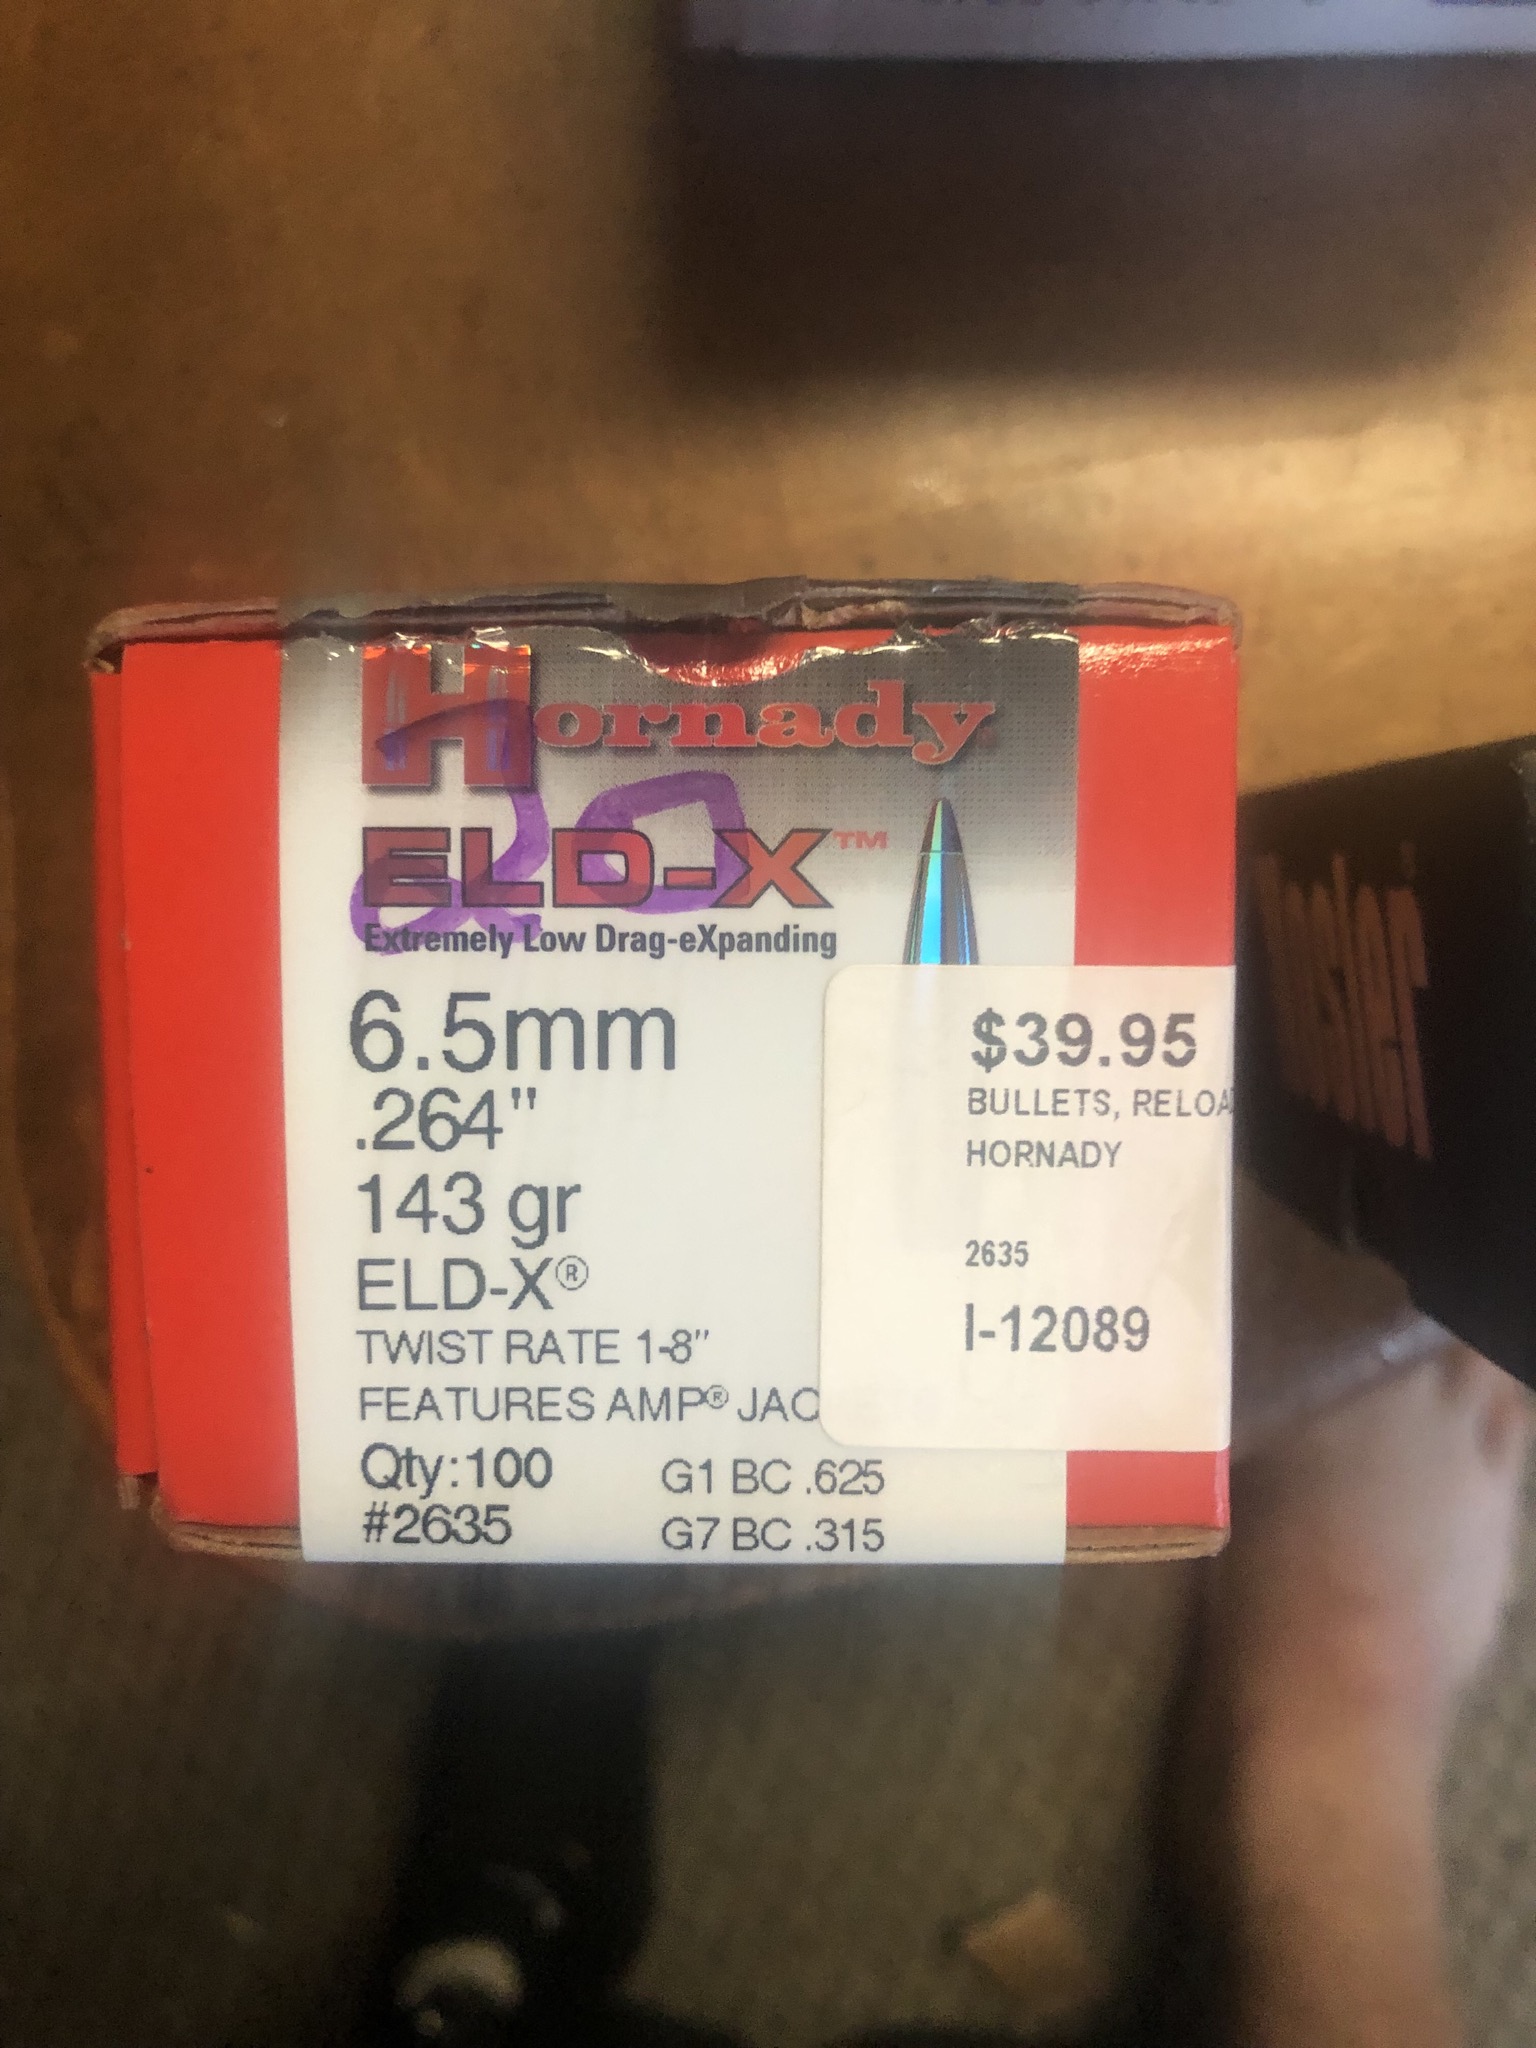 Hornady
20
ELD-X™
Extremely Low Drag-eXpanding
6.5mm
.264"
143 gr
ELD-X®
TWIST RATE 1-8"
FEATURES AMP® JAC
Qty:100
#2635
G1 BC .625
G7 BC .315
$39.95
BULLETS, RELOA
HORNADY
2635
I-12089